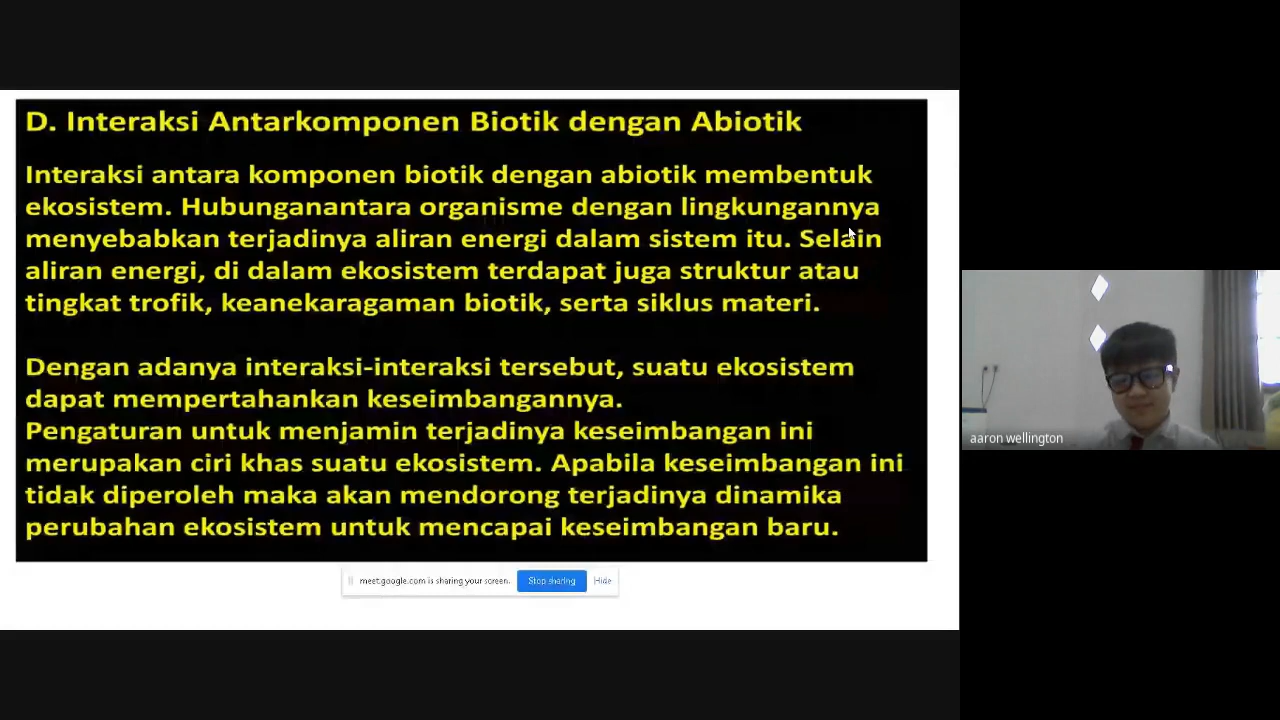 D. Interaksi Antarkomponen Biotik dengan Abiotik
Interaksi antara komponen biotik dengan abiotik membentuk
ekosistem. Hubunganantara organisme dengan lingkungannya
menyebabkan terjadinya aliran energi dalam sistem itu. Selain
aliran energi, di dalam ekosistem terdapat juga struktur atau
tingkat trofik, keanekaragaman biotik, serta siklus materi.
Dengan adanya interaksi-interaksi tersebut, suatu ekosistem
dapat mempertahankan keseimbangannya.
Pengaturan untuk menjamin terjadinya keseimbangan ini
merupakan ciri khas suatu ekosistem. Apabila keseimbangan ini
tidak diperoleh maka akan mendorong terjadinya dinamika
perubahan ekosistem untuk mencapai keseimbangan baru.
meet.google.com is sharing your screen. Stop sharing Hide
aaron wellington